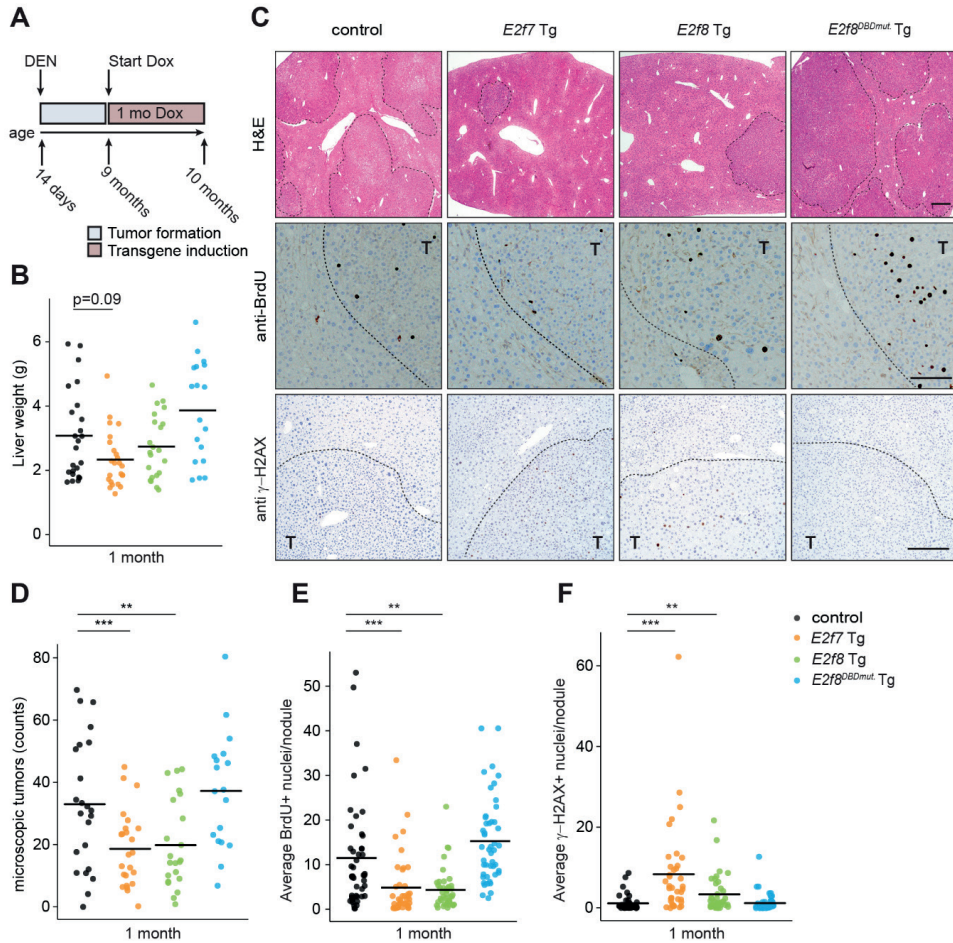 A
DEN
Start Dox
1 mo Dox
age
14 days
9 months
10 months
Tumor formation
Transgene induction
B
p=0.09
Liver weight (g)
6
4
2
0
1 month
C
control
E2f7 Tg
E2f8 Tg
E2f8DBDmut. Tg
H&E
anti-BrdU
T
T
T
T
anti γ-H2AX
T
T
T
T
D
**
***
microscopic tumors (counts)
80
60
40
20
0
1 month
E
**
***
Average BrdU+ nuclei/nodule
50
40
30
20
10
0
1 month
F
**
***
Average γ-H2AX+ nuclei/nodule
60
40
20
0
1 month
control
E2f7 Tg
E2f8 Tg
E2f8DBDmut. Tg